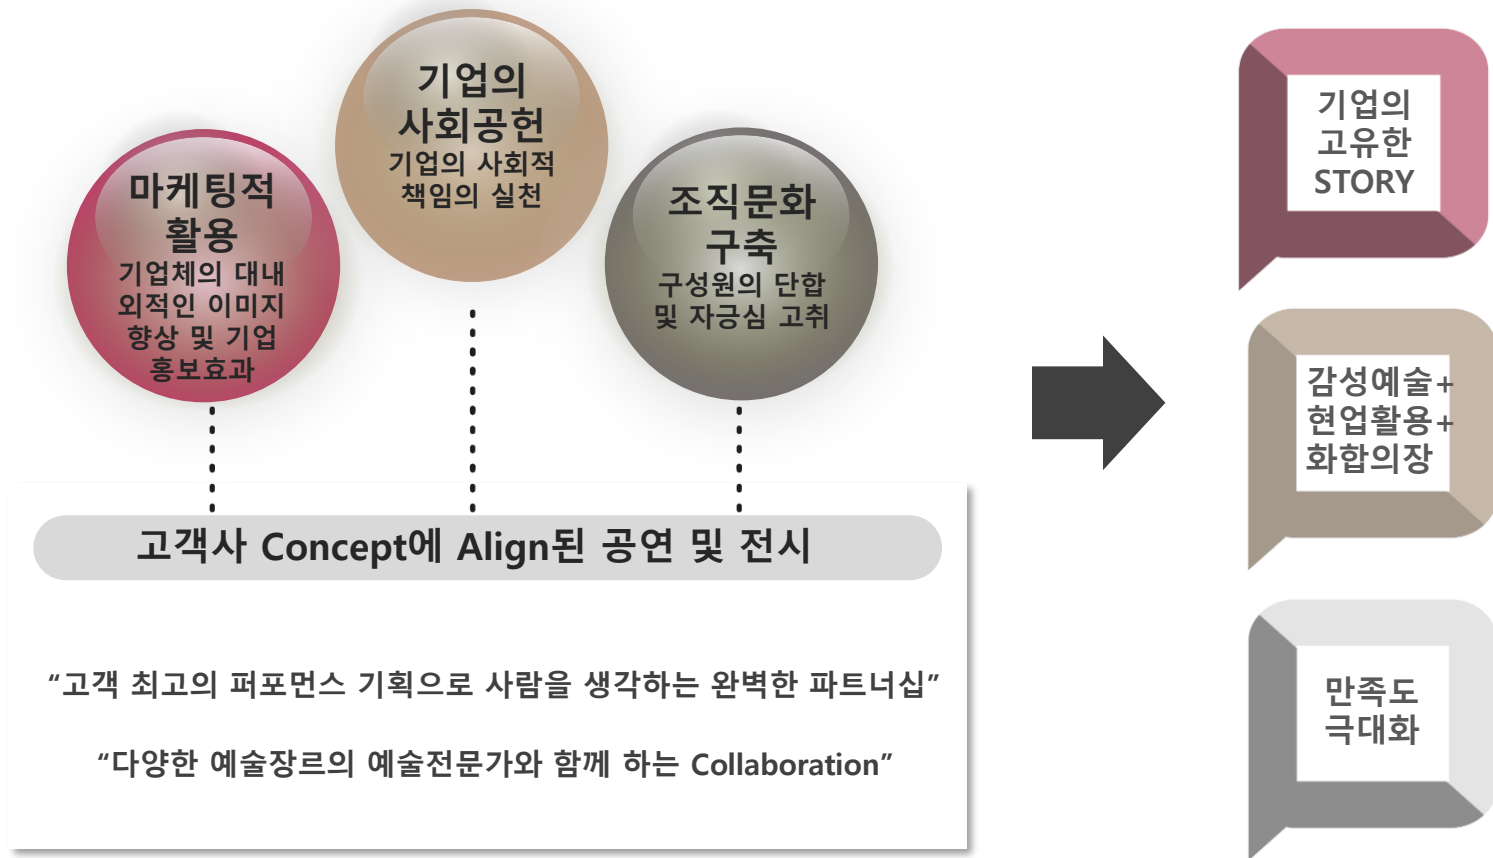 마케팅적
활용
기업체의 대내
외적인 이미지
향상 및 기업
홍보효과
기업의
사회공헌
기업의 사회적
책임의 실천
조직문화
구축
구성원의 단합
및 자긍심 고취
고객사 Concept에 Align된 공연 및 전시
“고객 최고의 퍼포먼스 기획으로 사람을 생각하는 완벽한 파트너십”
“다양한 예술장르의 예술전문가와 함께 하는 Collaboration”
기업의
고유한
STORY
감성예술+
현업활용+
화합의장
만족도
극대화